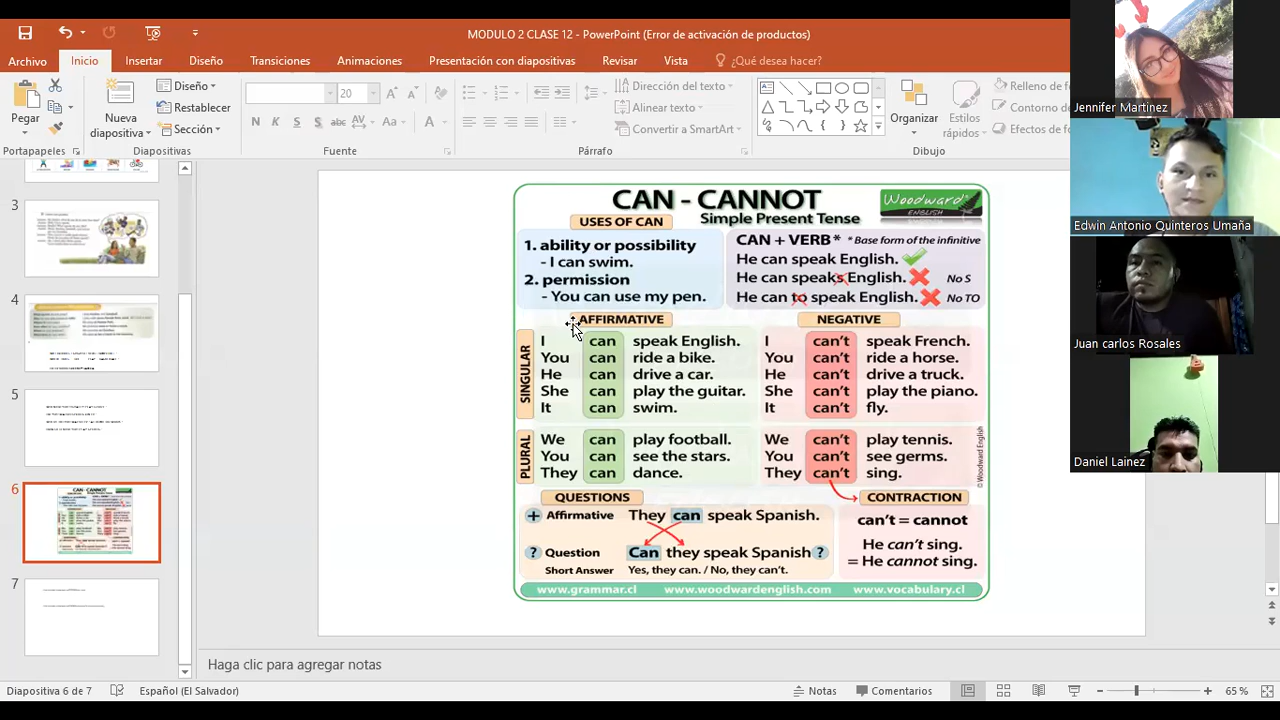 MODULO 2 CLASE 12 - PowerPoint (Error de activación de productos)
Archivo Inicio Insertar Diseño Transiciones Animaciones Presentación con diapositivas Revisar Vista ¿Qué desea hacer?
Pegar
Nueva diapositiva
Diseño
Restablecer
Sección
20
N K S S abc AV Aa A
Dirección del texto
Alinear texto
Convertir a SmartArt
Organizar
Estilos rápidos
Relleno de f
Contorno de
Efectos de fo
Portapapeles Diapositivas Fuente Párrafo Dibujo
3
4
5
6
7
CAN - CANNOT
Simple Present Tense
Woodward
ENGLISH
USES OF CAN
1. ability or possibility
- I can swim.
2. permission
- You can use my pen.
CAN + VERB* * Base form of the infinitive
He can speak English.
He can speaks English. No S
He can to speak English. No TO
AFFIRMATIVE
SINGULAR
I can speak English.
You can ride a bike.
He can drive a car.
She can play the guitar.
It can swim.
PLURAL
We can play football.
You can see the stars.
They can dance.
NEGATIVE
I can't speak French.
You can't ride a horse.
He can't drive a truck.
She can't play the piano.
It can't fly.
We can't play tennis.
You can't see germs.
They can't sing.
© Woodward English
QUESTIONS
+ Affirmative They can speak Spanish.
? Question Can they speak Spanish?
Short Answer Yes, they can. / No, they can't.
CONTRACTION
can't = cannot
He can't sing.
= He cannot sing.
www.grammar.cl www.woodwardenglish.com www.vocabulary.cl
Haga clic para agregar notas
Diapositiva 6 de 7 Español (El Salvador) Notas Comentarios 65 %
Jennifer Martínez
Edwin Antonio Quinteros Umaña
Juan carlos Rosales
Daniel Lainez